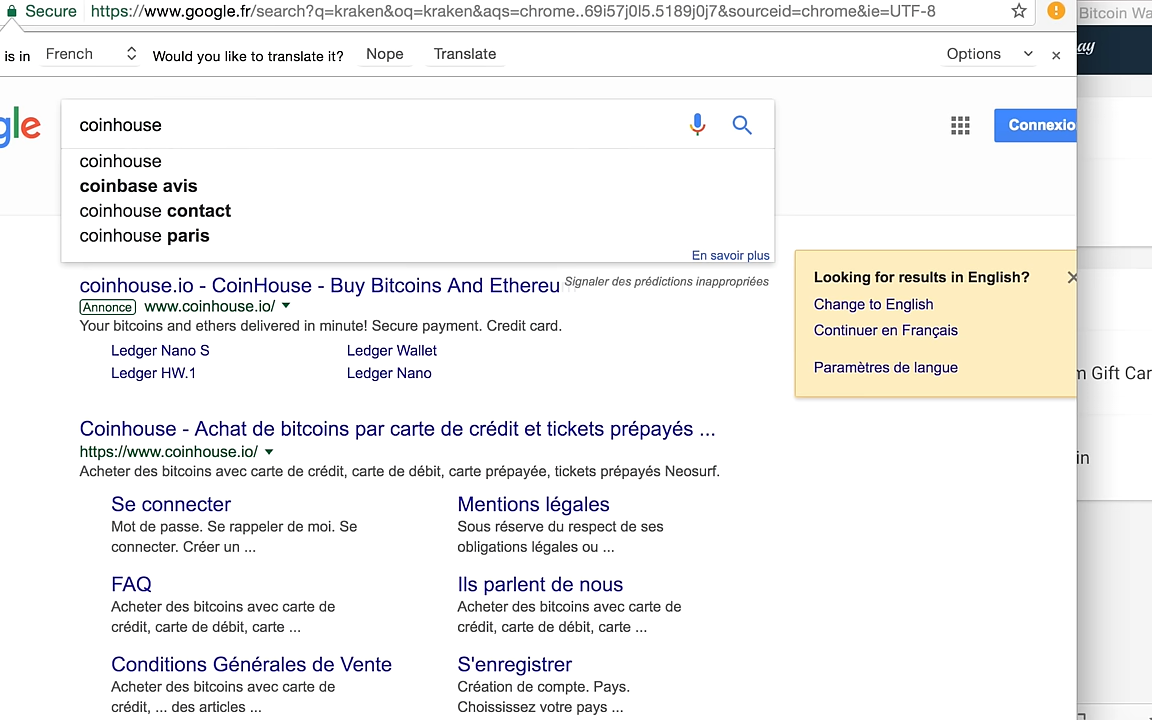 Secure https://www.google.fr/search?q=kraken&oq=kraken&aqs=chrome..69i57j0l5.5189j0j7&sourceid=chrome&ie=UTF-8
Bitcoin Wa
is in French Would you like to translate it? Nope Translate Options
ay
gle coinhouse Connexio
coinhouse
coinbase avis
coinhouse contact
coinhouse paris
En savoir plus
coinhouse.io - CoinHouse - Buy Bitcoins And Ethereu
Signaler des prédictions inappropriées
Annonce www.coinhouse.io/
Your bitcoins and ethers delivered in minute! Secure payment. Credit card.
Ledger Nano S Ledger Wallet
Ledger HW.1 Ledger Nano
Looking for results in English?
Change to English
Continuer en Français
Paramètres de langue
m Gift Car
in
Coinhouse - Achat de bitcoins par carte de crédit et tickets prépayés ...
https://www.coinhouse.io/
Acheter des bitcoins avec carte de crédit, carte de débit, carte prépayée, tickets prépayés Neosurf.
Se connecter
Mot de passe. Se rappeler de moi. Se
connecter. Créer un ...
Mentions légales
Sous réserve du respect de ses
obligations légales ou ...
FAQ
Acheter des bitcoins avec carte de
crédit, carte de débit, carte ...
Ils parlent de nous
Acheter des bitcoins avec carte de
crédit, carte de débit, carte ...
Conditions Générales de Vente
Acheter des bitcoins avec carte de
crédit, ... des articles ...
S'enregistrer
Création de compte. Pays.
Choississez votre pays ...